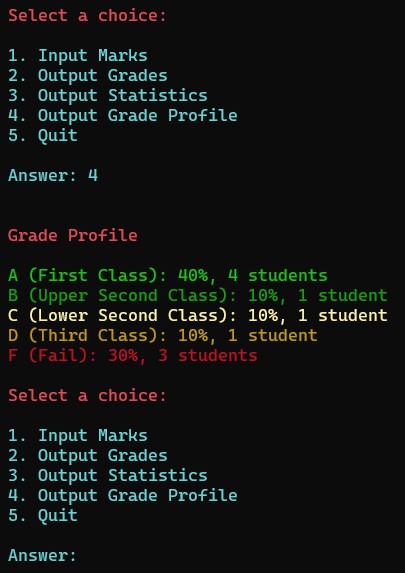 Select a choice:
1. Input Marks
2. Output Grades
3. Output Statistics
4. Output Grade Profile
5. Quit
Answer: 4
Grade Profile
A (First Class): 40%, 4 students
B (Upper Second Class): 10%, 1 student
C (Lower Second Class): 10%, 1 student
D (Third Class): 10%, 1 student
F (Fail): 30%, 3 students
Select a choice:
1. Input Marks
2. Output Grades
3. Output Statistics
4. Output Grade Profile
5. Quit
Answer: